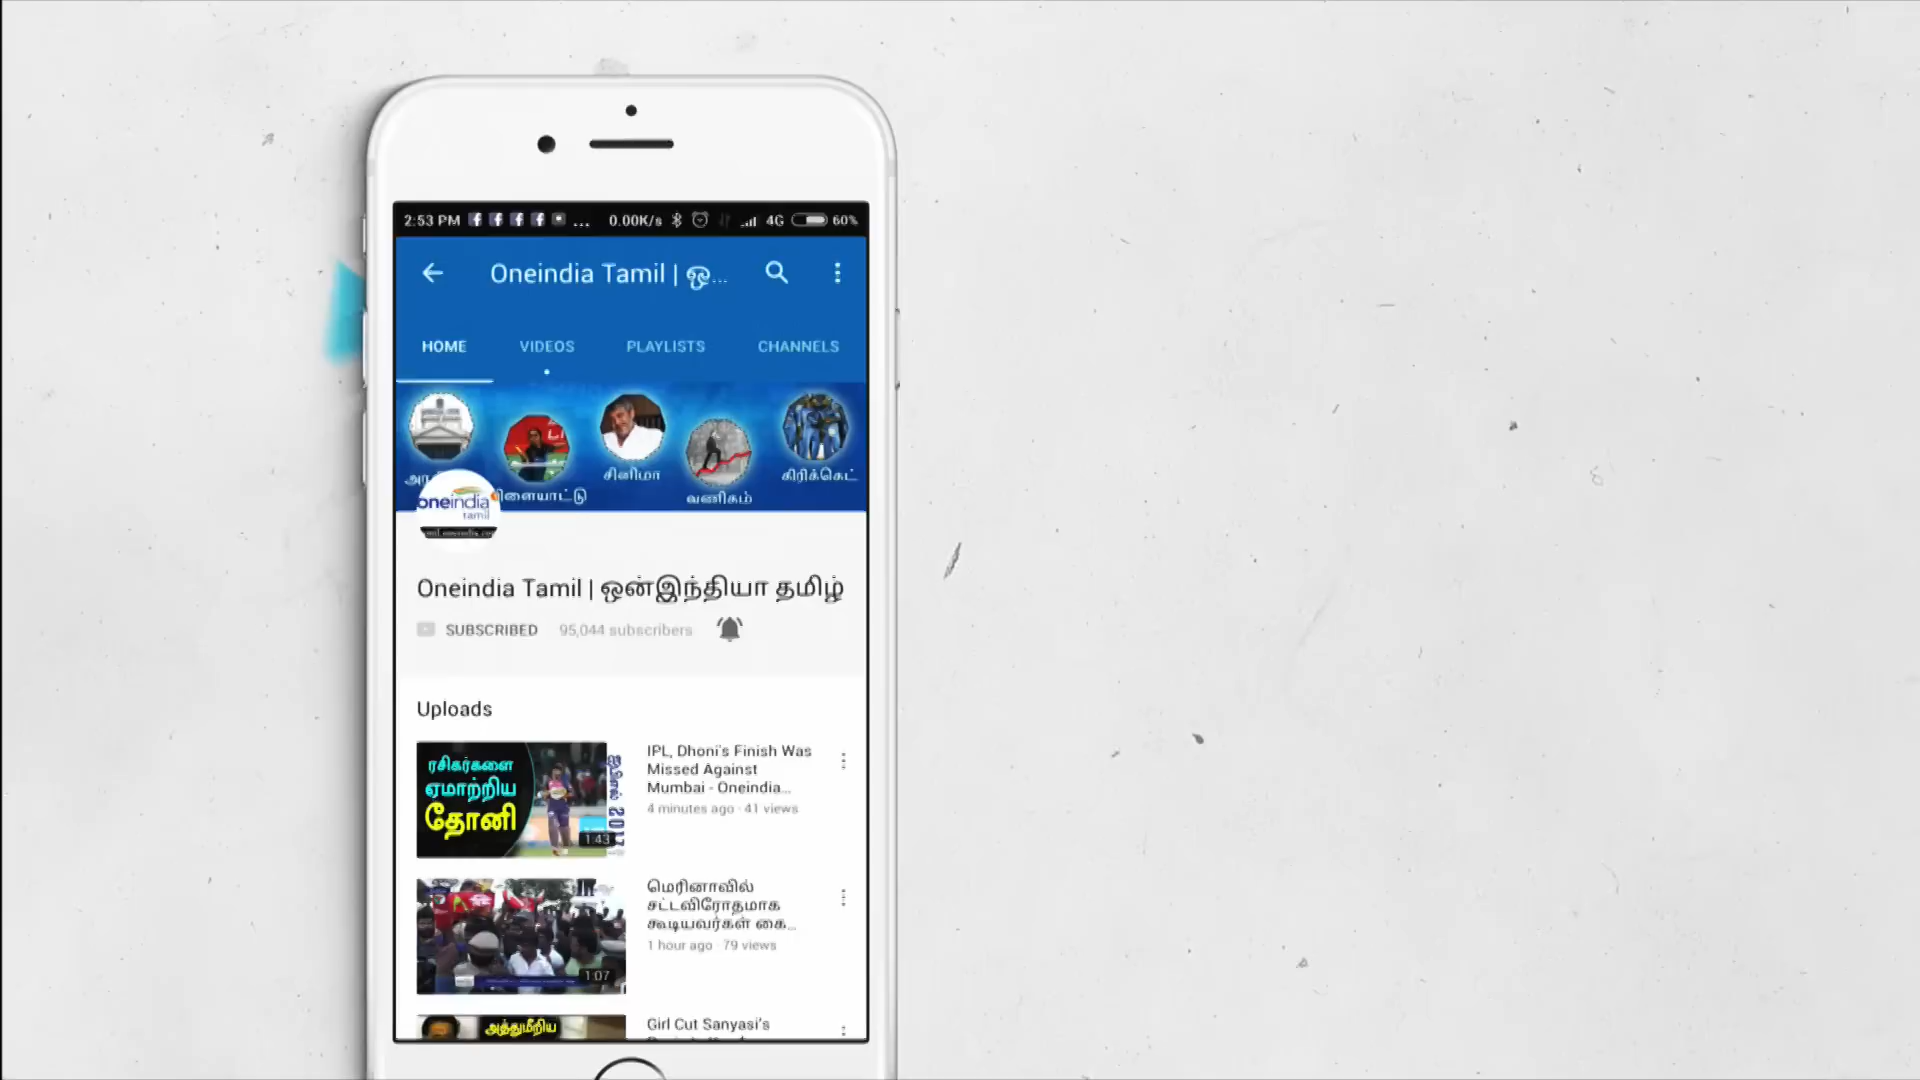 2:53 PM ... 0.00K/s 4G 60%
Oneindia Tamil | ஒ...
HOME VIDEOS PLAYLISTS CHANNELS
சினிமா
கிரிக்கெட்
வணிகம்
oneindia
tamil
Oneindia Tamil | ஒன்இந்தியா தமிழ்
SUBSCRIBED 95,044 subscribers
Uploads
ரசிகர்களை
ஏமாற்றிய
தோனி
1:43
IPL, Dhoni's Finish Was
Missed Against
Mumbai - Oneindia...
4 minutes ago · 41 views
மெரினாவில்
சட்டவிரோதமாக
கூடியவர்கள் கை...
1 hour ago · 79 views
1:07
அத்துமீறிய
Girl Cut Sanyasi's